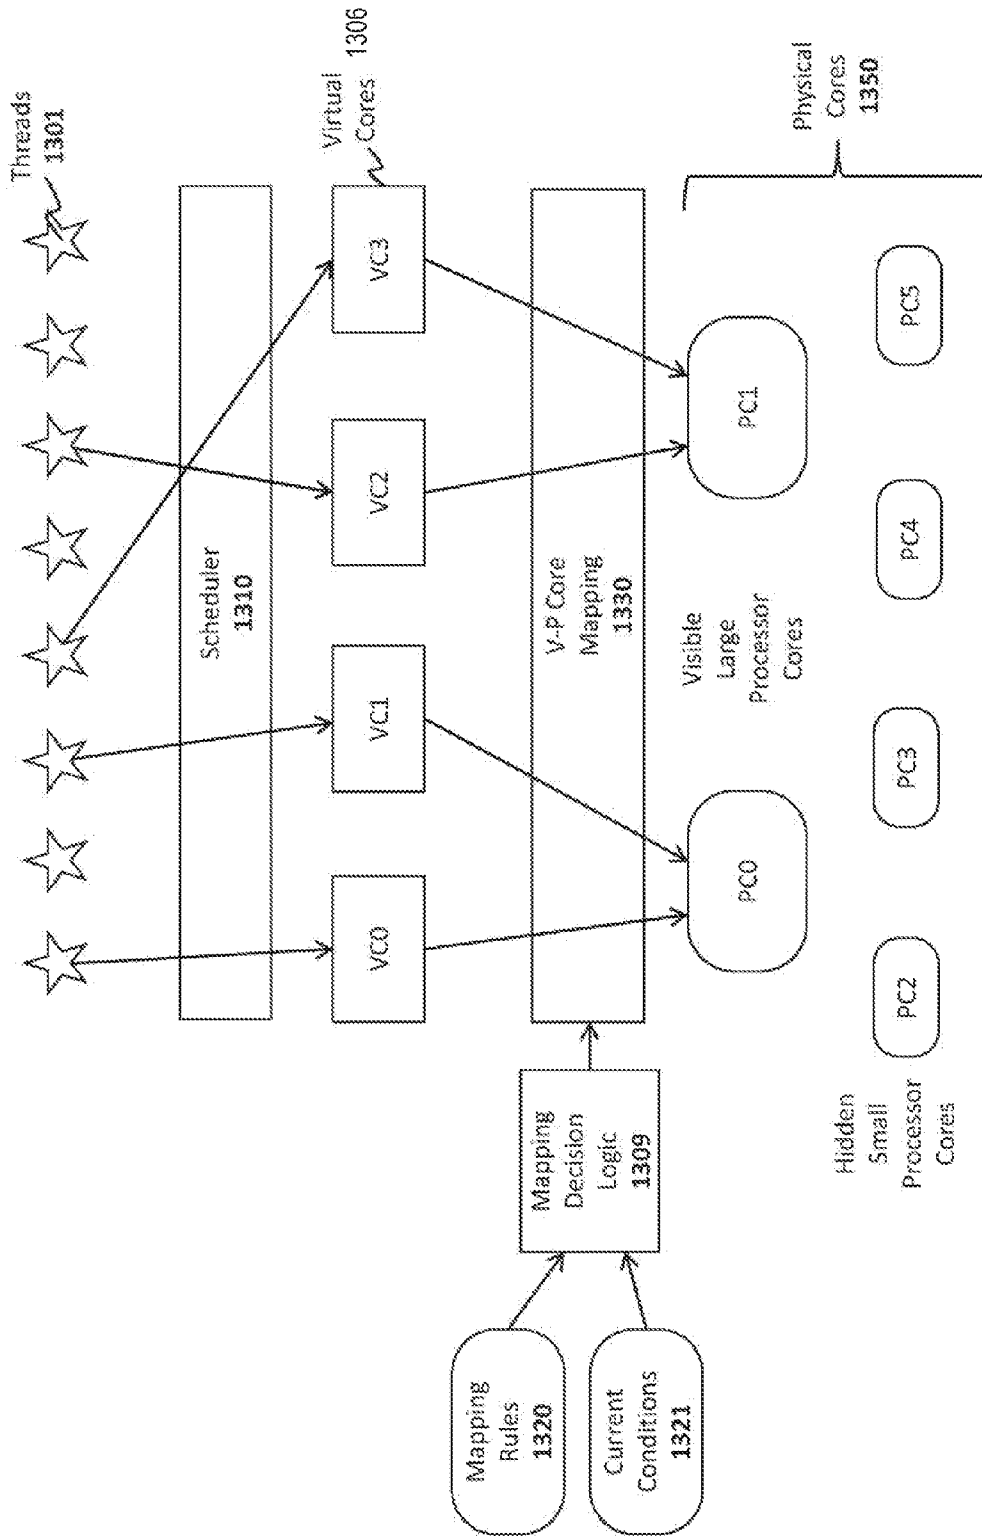 Threads
1301
Scheduler
1310
Virtual
Cores
1306
VC0
VC1
VC2
VC3
Mapping
Rules
1320
Current
Conditions
1321
Mapping
Decision
Logic
1309
V-P Core
Mapping
1330
PC0
Visible
Large
Processor
Cores
PC1
Physical
Cores
1350
Hidden
Small
Processor
Cores
PC2
PC3
PC4
PC5